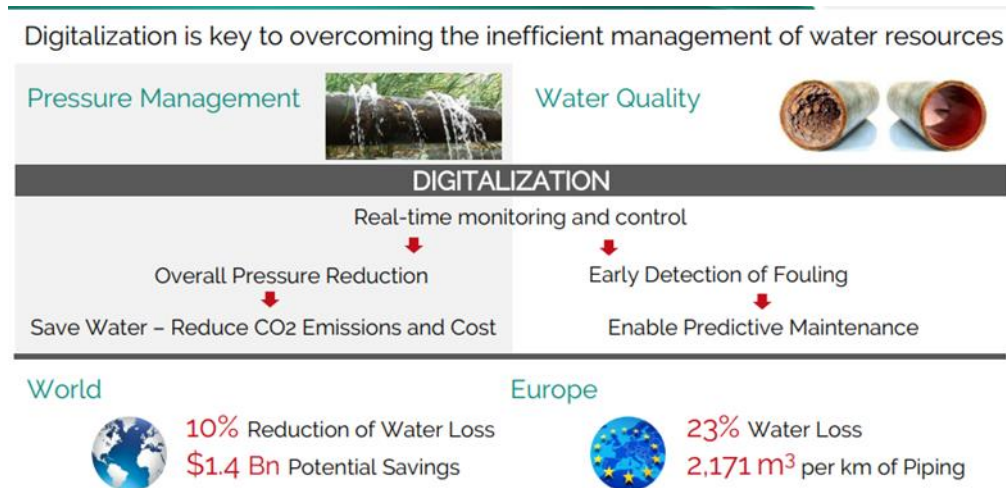 Digitalization is key to overcoming the inefficient management of water resources
Pressure Management
Water Quality
DIGITALIZATION
Real-time monitoring and control
Overall Pressure Reduction
Early Detection of Fouling
Save Water – Reduce CO2 Emissions and Cost
Enable Predictive Maintenance
World
10% Reduction of Water Loss
$1.4 Bn Potential Savings
Europe
23% Water Loss
2,171 m³ per km of Piping